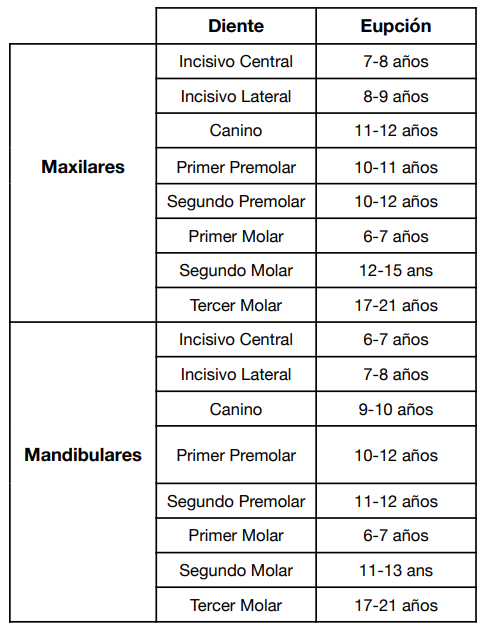 Diente Eupción
Maxilares
Incisivo Central 7-8 años
Incisivo Lateral 8-9 años
Canino 11-12 años
Primer Premolar 10-11 años
Segundo Premolar 10-12 años
Primer Molar 6-7 años
Segundo Molar 12-15 ans
Tercer Molar 17-21 años
Mandibulares
Incisivo Central 6-7 años
Incisivo Lateral 7-8 años
Canino 9-10 años
Primer Premolar 10-12 años
Segundo Premolar 11-12 años
Primer Molar 6-7 años
Segundo Molar 11-13 ans
Tercer Molar 17-21 años